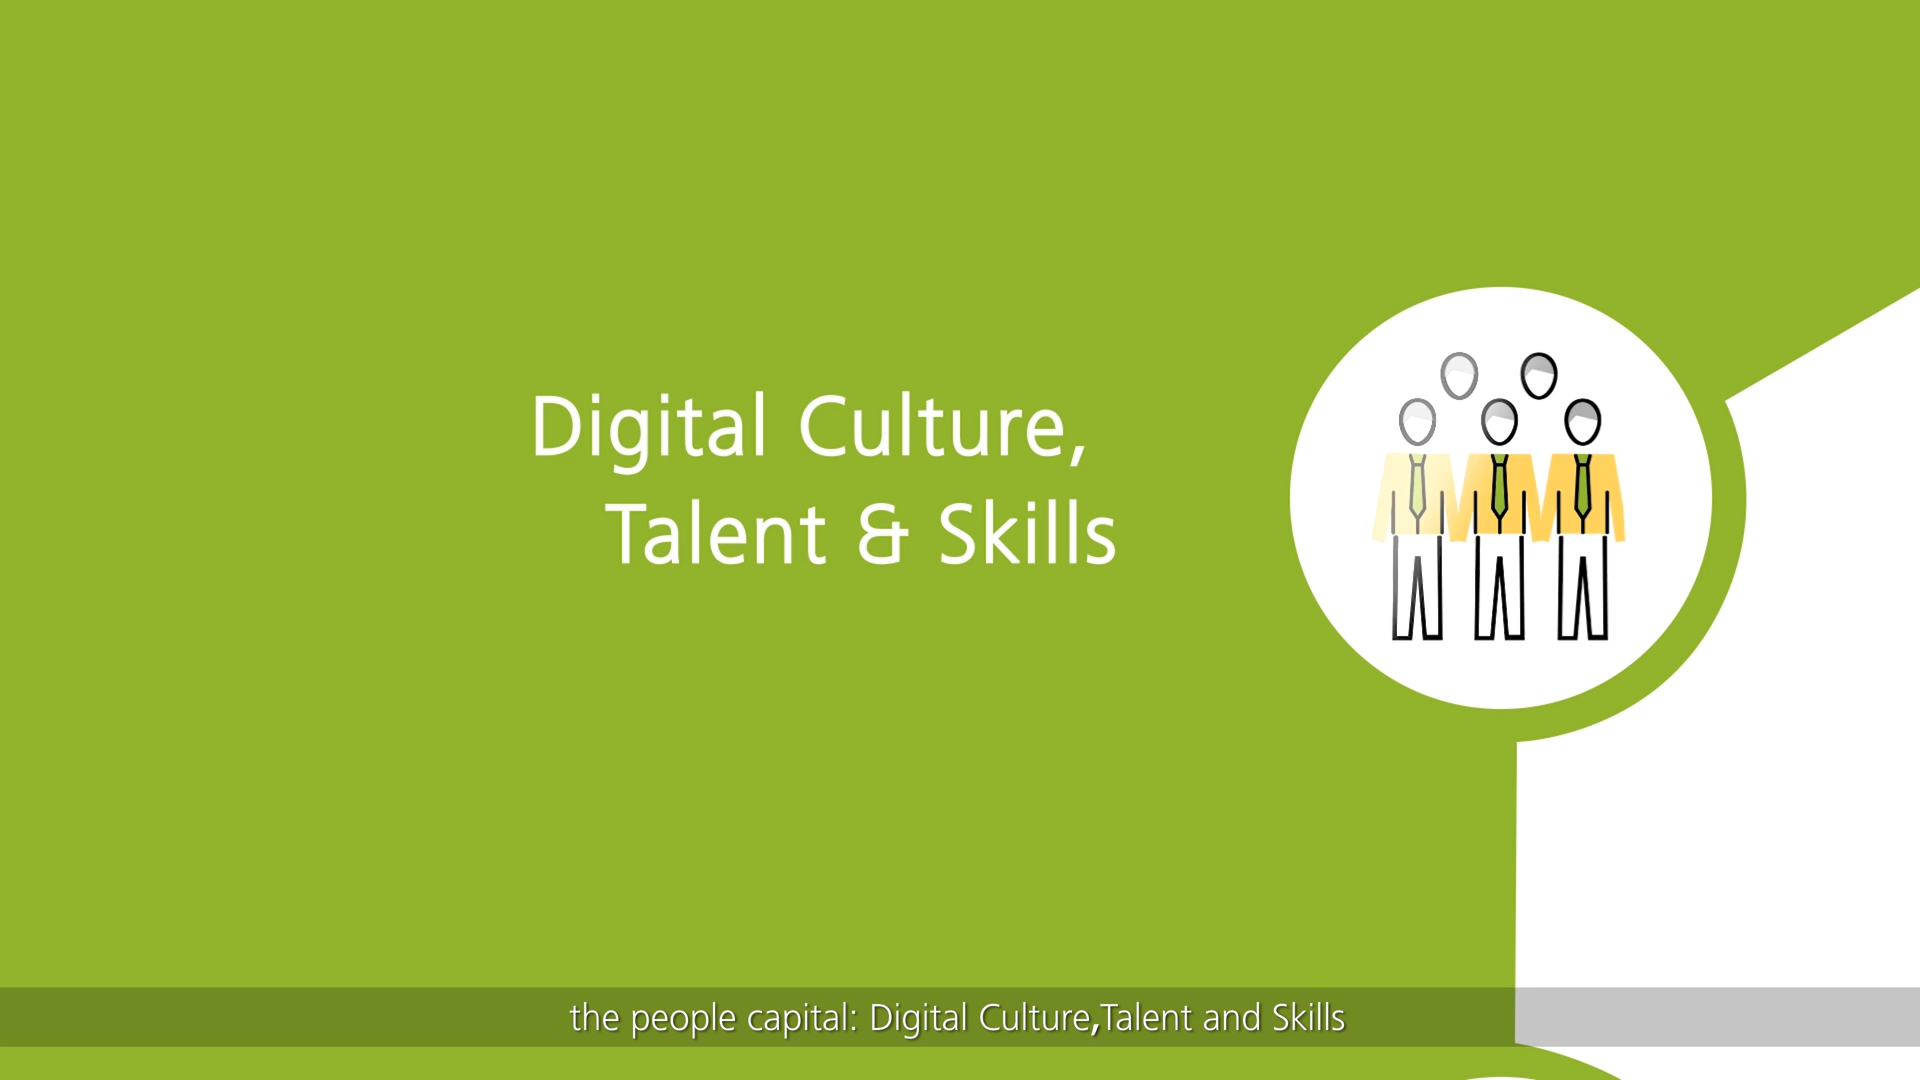 Digital Culture,
Talent & Skills
the people capital: Digital Culture,Talent and Skills